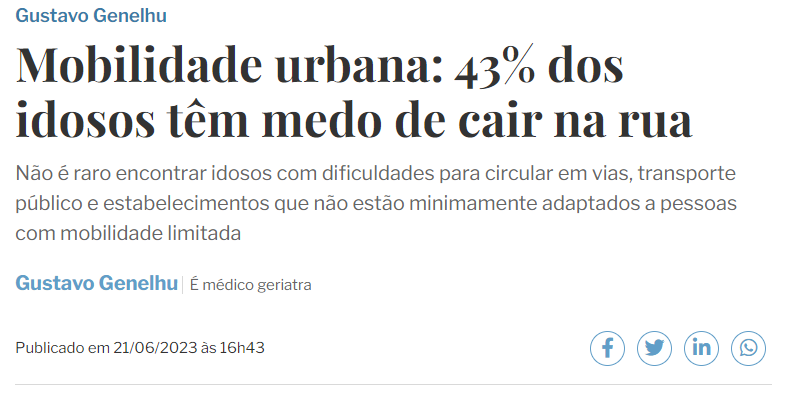 Gustavo Genelhu
Mobilidade urbana: 43% dos
idosos têm medo de cair na rua
Não é raro encontrar idosos com dificuldades para circular em vias, transporte
público e estabelecimentos que não estão minimamente adaptados a pessoas
com mobilidade limitada
Gustavo Genelhu | É médico geriatra
Publicado em 21/06/2023 às 16h43